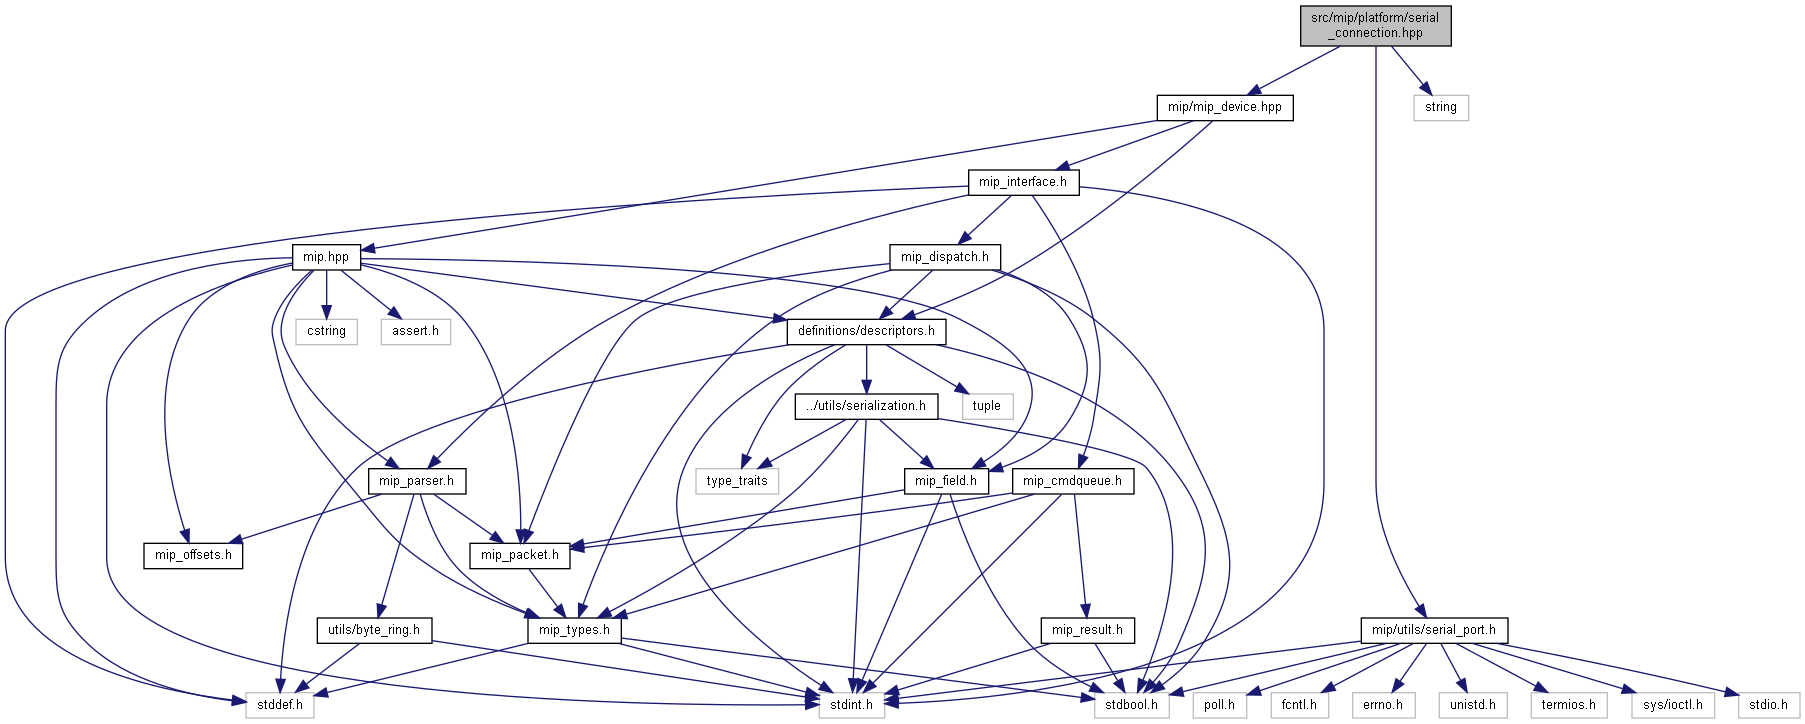 src/mip/platform/serial
_connection.hpp
mip/mip_device.hpp
string
mip_interface.h
mip.hpp
mip_dispatch.h
cstring
assert.h
definitions/descriptors.h
../utils/serialization.h
tuple
mip_parser.h
type_traits
mip_field.h
mip_cmdqueue.h
mip_offsets.h
mip_packet.h
utils/byte_ring.h
mip_types.h
mip_result.h
mip/utils/serial_port.h
stddef.h
stdint.h
stdbool.h
poll.h
fcntl.h
errno.h
unistd.h
termios.h
sys/ioctl.h
stdio.h